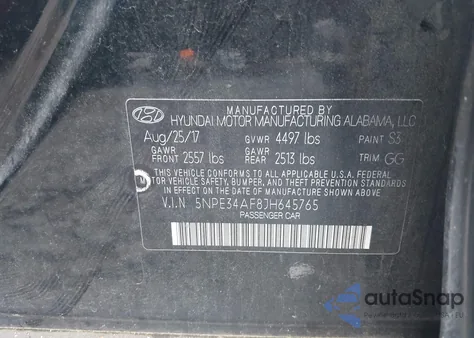 MANUFACTURED BY
HYUNDAI MOTOR MANUFACTURING ALABAMA, LLC
Aug/25/17 GVWR 4497 lbs PAINT S3
GAWR FRONT 2557 lbs GAWR REAR 2513 lbs TRIM GG
THIS VEHICLE CONFORMS TO ALL APPLICABLE U.S.A. FEDERAL
MOTOR VEHICLE SAFETY, BUMPER, AND THEFT PREVENTION STANDARDS
IN EFFECT ON THE DATE OF MANUFACTURE SHOWN ABOVE.
V.I.N 5NPE34AF8JH645765
PASSENGER CAR
autoSnap